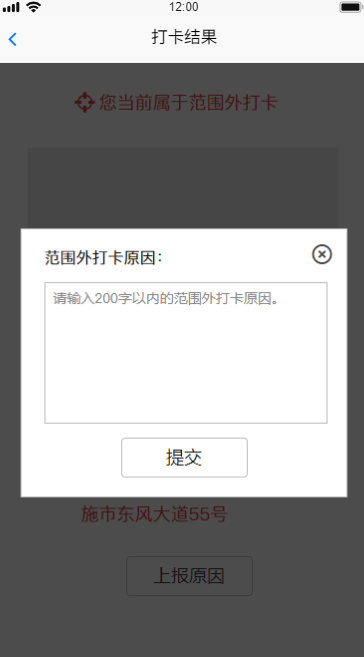 12:00
打卡结果
您当前属于范围外打卡
范围外打卡原因：
请输入200字以内的范围外打卡原因。
提交
施市东风大道55号
上报原因